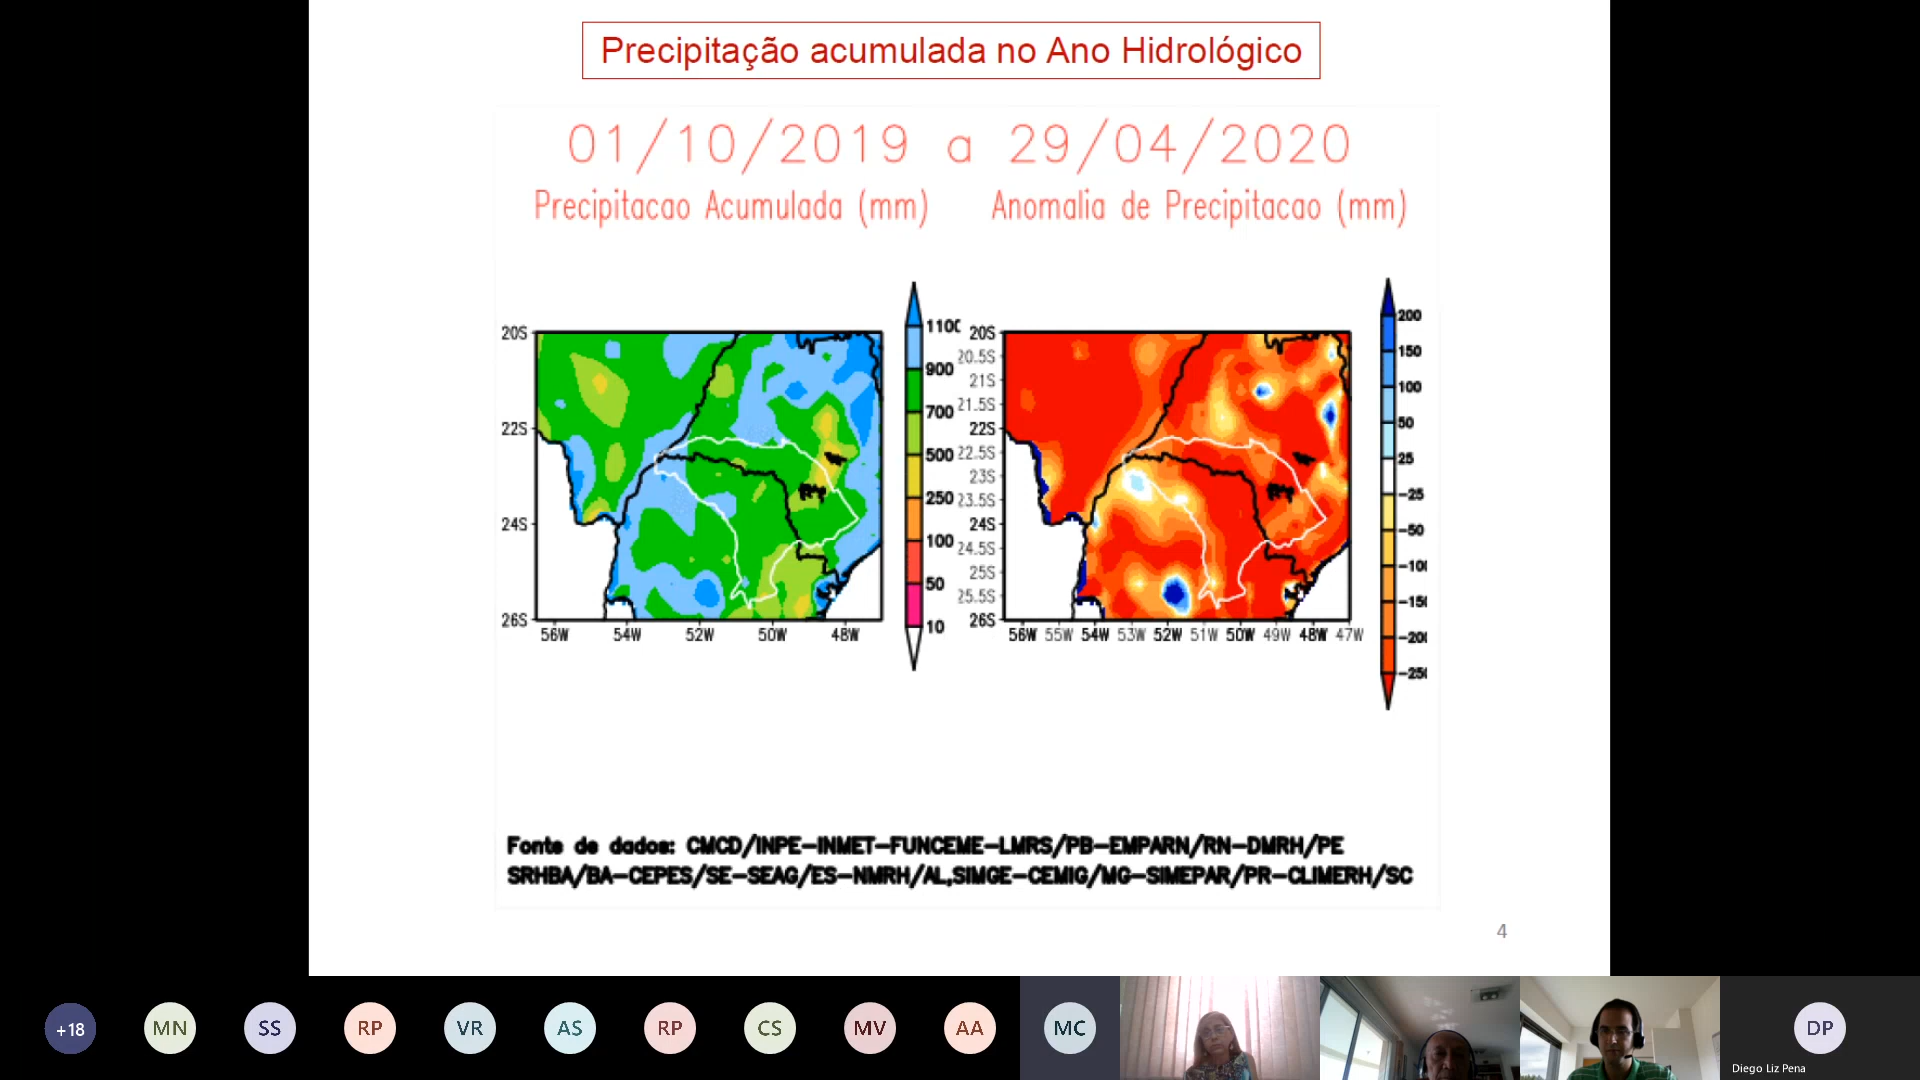 Precipitação acumulada no Ano Hidrológico
01/10/2019 a 29/04/2020
Precipitacao Acumulada (mm)
Anomalia de Precipitacao (mm)
20S
22S
24S
26S
56W 54W 52W 50W 48W
900
700
500
250
100
50
10
20S
20.5S
21S
21.5S
22S
22.5S
23S
23.5S
24S
24.5S
25S
25.5S
26S
56W 55W 54W 53W 52W 51W 50W 49W 48W 47W
200
150
100
50
25
-25
-50
Fonte de dados: CMCD/INPE-INMET-FUNCEME-LMRS/PB-EMPARN/RN-DMRH/PE
SRHBA/BA-CEPES/SE-SEAG/ES-NMRH/AL,SIMGE-CEMIG/MG-SIMEPAR/PR-CLIMERH/SC
4
+18 MN SS RP VR AS RP CS MV AA MC DP
Diego Liz Pena